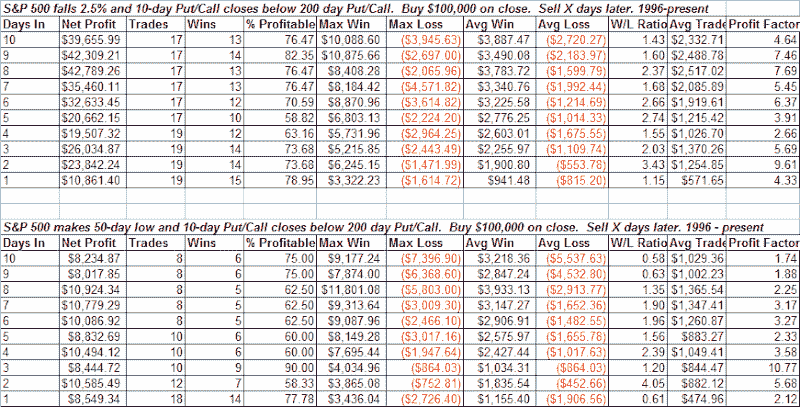 S&P 500 falls 2.5% and 10-day Put/Call closes below 200 day Put/Call. Buy $100,000 on close. Sell X days later. 1996-present
Days In Net Profit Trades Wins % Profitable Max Win Max Loss Avg Win Avg Loss W/L Ratio Avg Trade Profit Factor
10 $39,655.99 17 13 76.47 $10,088.60 ($3,945.63) $3,887.47 ($2,720.27) 1.43 $2,332.71 4.64
9 $42,309.21 17 14 82.35 $10,875.66 ($2,697.00) $3,490.08 ($2,183.97) 1.60 $2,488.78 7.46
8 $42,789.26 17 13 76.47 $8,408.28 ($2,065.96) $3,783.72 ($1,599.79) 2.37 $2,517.02 7.69
7 $35,460.11 17 13 76.47 $8,184.42 ($4,571.82) $3,340.76 ($1,992.44) 1.68 $2,085.89 5.45
6 $32,633.45 17 12 70.59 $8,870.96 ($3,614.82) $3,225.58 ($1,214.69) 2.66 $1,919.61 6.37
5 $20,662.15 17 10 58.82 $6,803.13 ($2,224.20) $2,776.25 ($1,014.33) 2.74 $1,215.42 3.91
4 $19,507.32 19 12 63.16 $5,731.96 ($2,964.25) $2,603.01 ($1,675.55) 1.55 $1,026.70 2.66
3 $26,034.87 19 14 73.68 $5,215.85 ($2,443.49) $2,255.97 ($1,109.74) 2.03 $1,370.26 5.69
2 $23,842.24 19 14 73.68 $6,245.15 ($1,471.99) $1,900.80 ($553.78) 3.43 $1,254.85 9.61
1 $10,861.40 19 15 78.95 $3,322.23 ($1,614.72) $941.48 ($815.20) 1.15 $571.65 4.33
S&P 500 makes 50-day low and 10-day Put/Call closes below 200 day Put/Call. Buy $100,000 on close. Sell X days later. 1996 - present
Days In Net Profit Trades Wins % Profitable Max Win Max Loss Avg Win Avg Loss W/L Ratio Avg Trade Profit Factor
10 $8,234.87 8 6 75.00 $9,177.24 ($7,396.90) $3,218.36 ($5,537.63) 0.58 $1,029.36 1.74
9 $8,017.85 8 6 75.00 $7,874.00 ($6,368.60) $2,847.24 ($4,532.80) 0.63 $1,002.23 1.88
8 $10,924.34 8 5 62.50 $11,801.08 ($5,803.00) $3,933.13 ($2,913.77) 1.35 $1,365.54 2.25
7 $10,779.29 8 5 62.50 $9,313.64 ($3,009.30) $3,147.27 ($1,652.36) 1.90 $1,347.41 3.17
6 $10,086.92 8 5 62.50 $9,087.96 ($2,466.10) $2,906.91 ($1,482.55) 1.96 $1,260.87 3.27
5 $8,832.69 10 6 60.00 $8,149.28 ($3,017.16) $2,575.97 ($1,655.78) 1.56 $883.27 2.33
4 $10,494.12 10 6 60.00 $7,695.44 ($1,947.64) $2,427.44 ($1,017.63) 2.39 $1,049.41 3.58
3 $8,444.72 10 9 90.00 $4,034.96 ($864.03) $1,034.31 ($864.03) 1.20 $844.47 10.77
2 $10,585.49 12 7 58.33 $3,865.08 ($752.81) $1,835.54 ($452.66) 4.05 $882.12 5.68
1 $8,549.34 18 14 77.78 $3,436.04 ($2,726.40) $1,155.40 ($1,906.56) 0.61 $474.96 2.12